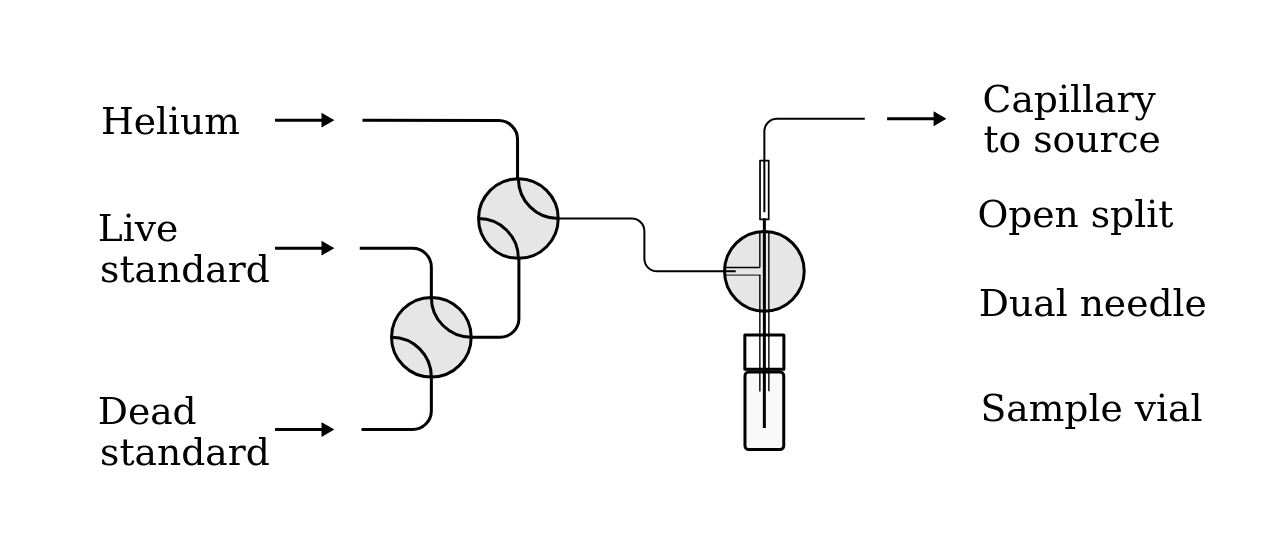 Helium
Live
standard
Dead
standard
Capillary
to source
Open split
Dual needle
Sample vial